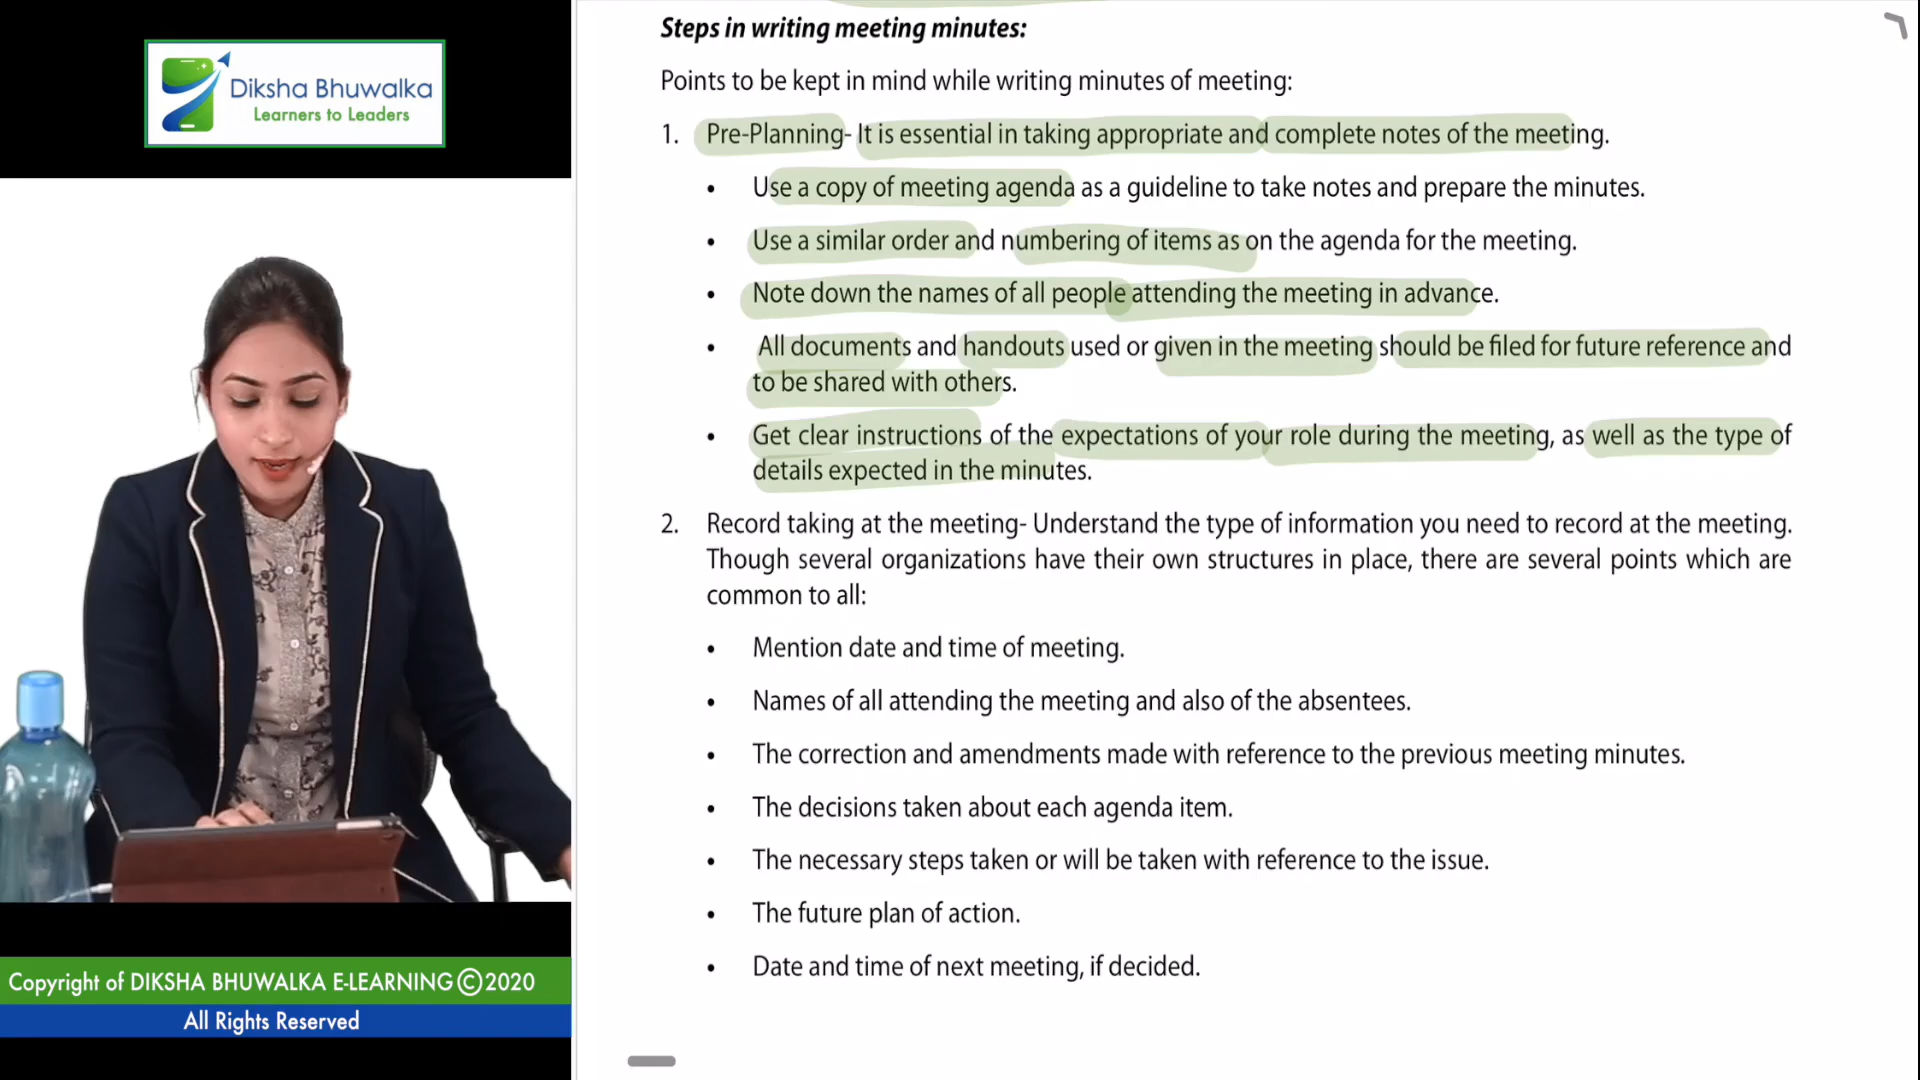 Diksha Bhuwalka
Learners to Leaders
Steps in writing meeting minutes:
Points to be kept in mind while writing minutes of meeting:
1. Pre-Planning- It is essential in taking appropriate and complete notes of the meeting.
• Use a copy of meeting agenda as a guideline to take notes and prepare the minutes.
• Use a similar order and numbering of items as on the agenda for the meeting.
• Note down the names of all people attending the meeting in advance.
• All documents and handouts used or given in the meeting should be filed for future reference and
to be shared with others.
• Get clear instructions of the expectations of your role during the meeting, as well as the type of
details expected in the minutes.
2. Record taking at the meeting- Understand the type of information you need to record at the meeting.
Though several organizations have their own structures in place, there are several points which are
common to all:
• Mention date and time of meeting.
• Names of all attending the meeting and also of the absentees.
• The correction and amendments made with reference to the previous meeting minutes.
• The decisions taken about each agenda item.
• The necessary steps taken or will be taken with reference to the issue.
• The future plan of action.
• Date and time of next meeting, if decided.
Copyright of DIKSHA BHUWALKA E-LEARNING©2020
All Rights Reserved